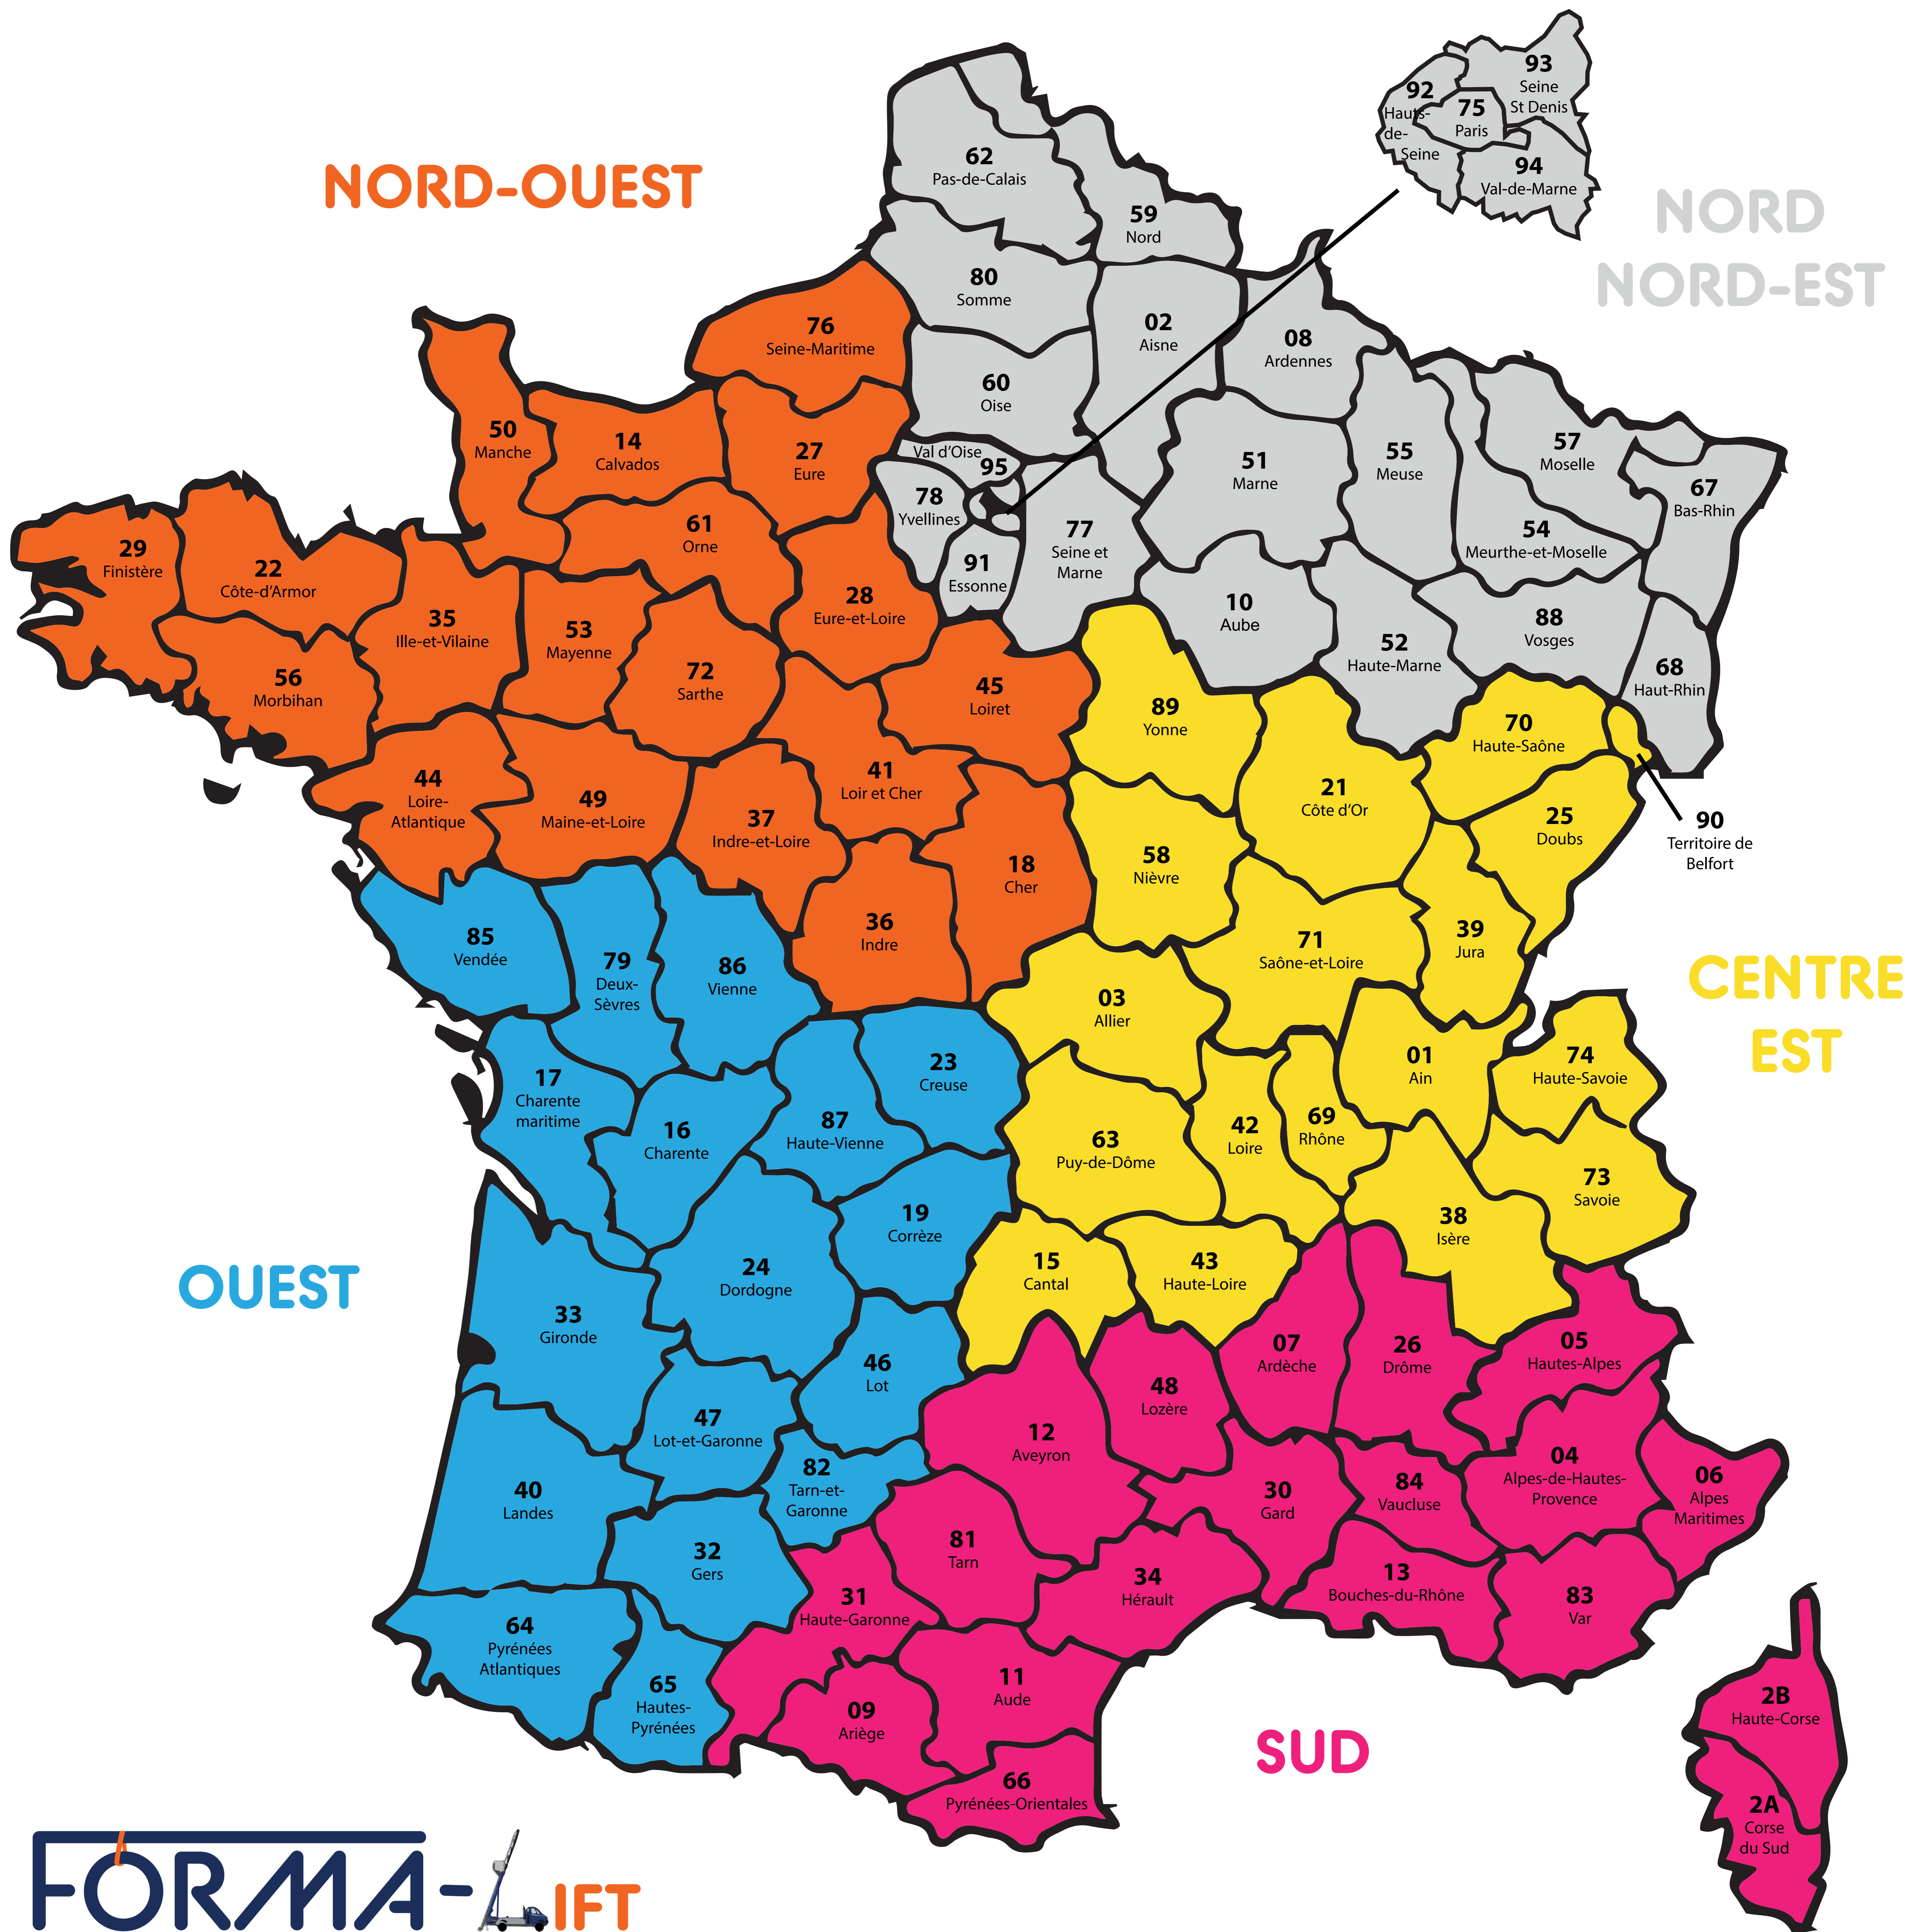 NORD-OUEST
NORD
NORD-EST
CENTRE
EST
OUEST
SUD
93
Seine
St Denis
92
Hauts-
de-
Seine
75
Paris
94
Val-de-Marne
62
Pas-de-Calais
59
Nord
80
Somme
02
Aisne
08
Ardennes
60
Oise
Val d'Oise
95
78
Yvellines
91
Essonne
77
Seine et
Marne
51
Marne
55
Meuse
57
Moselle
67
Bas-Rhin
54
Meurthe-et-Moselle
10
Aube
52
Haute-Marne
88
Vosges
68
Haut-Rhin
76
Seine-Maritime
50
Manche
14
Calvados
27
Eure
61
Orne
29
Finistère
22
Côte-d'Armor
35
Ille-et-Vilaine
56
Morbihan
53
Mayenne
72
Sarthe
28
Eure-et-Loire
45
Loiret
44
Loire-
Atlantique
49
Maine-et-Loire
37
Indre-et-Loire
41
Loir et Cher
18
Cher
36
Indre
89
Yonne
21
Côte d'Or
70
Haute-Saône
90
Territoire de
Belfort
25
Doubs
58
Nièvre
71
Saône-et-Loire
39
Jura
03
Allier
01
Ain
74
Haute-Savoie
63
Puy-de-Dôme
42
Loire
69
Rhône
73
Savoie
38
Isère
15
Cantal
43
Haute-Loire
85
Vendée
79
Deux-
Sèvres
86
Vienne
17
Charente
maritime
16
Charente
87
Haute-Vienne
23
Creuse
19
Corrèze
24
Dordogne
33
Gironde
46
Lot
47
Lot-et-Garonne
82
Tarn-et-
Garonne
40
Landes
32
Gers
64
Pyrénées
Atlantiques
65
Hautes-
Pyrénées
07
Ardèche
26
Drôme
05
Hautes-Alpes
48
Lozère
12
Aveyron
30
Gard
84
Vaucluse
04
Alpes-de-Hautes-
Provence
06
Alpes
Maritimes
81
Tarn
34
Hérault
13
Bouches-du-Rhône
83
Var
31
Haute-Garonne
11
Aude
09
Ariège
66
Pyrénées-Orientales
2B
Haute-Corse
2A
Corse
du Sud
FORMA-LIFT